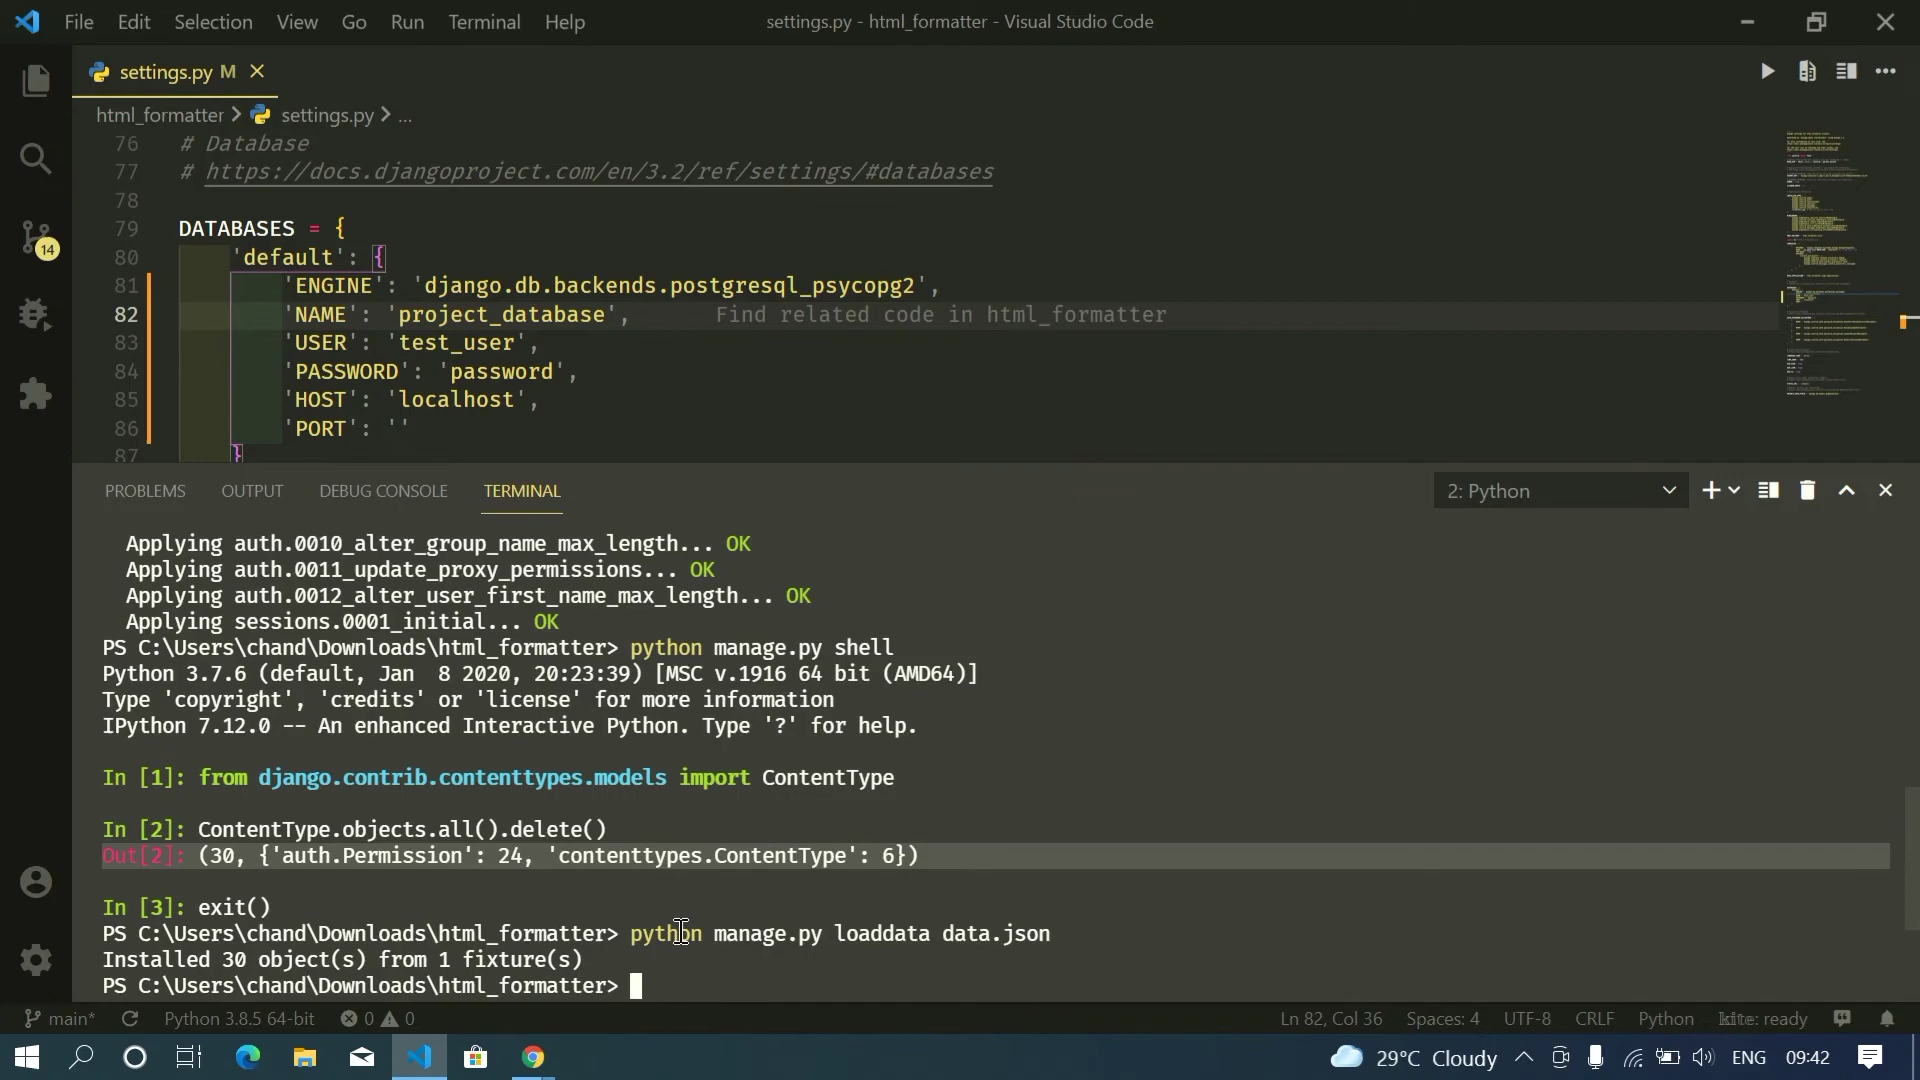 File Edit Selection View Go Run Terminal Help settings.py - html_formatter - Visual Studio Code
settings.py M
html_formatter > settings.py > ...
76 # Database
77 # https://docs.djangoproject.com/en/3.2/ref/settings/#databases
78
79 DATABASES = {
80 'default': {
81 'ENGINE': 'django.db.backends.postgresql_psycopg2',
82 'NAME': 'project_database', Find related code in html_formatter
83 'USER': 'test_user',
84 'PASSWORD': 'password',
85 'HOST': 'localhost',
86 'PORT': ''
87 }
14
PROBLEMS OUTPUT DEBUG CONSOLE TERMINAL 2: Python
Applying auth.0010_alter_group_name_max_length... OK
Applying auth.0011_update_proxy_permissions... OK
Applying auth.0012_alter_user_first_name_max_length... OK
Applying sessions.0001_initial... OK
PS C:\Users\chand\Downloads\html_formatter> python manage.py shell
Python 3.7.6 (default, Jan  8 2020, 20:23:39) [MSC v.1916 64 bit (AMD64)]
Type 'copyright', 'credits' or 'license' for more information
IPython 7.12.0 -- An enhanced Interactive Python. Type '?' for help.
In [1]: from django.contrib.contenttypes.models import ContentType
In [2]: ContentType.objects.all().delete()
Out[2]: (30, {'auth.Permission': 24, 'contenttypes.ContentType': 6})
In [3]: exit()
PS C:\Users\chand\Downloads\html_formatter> python manage.py loaddata data.json
Installed 30 object(s) from 1 fixture(s)
PS C:\Users\chand\Downloads\html_formatter>
main* Python 3.8.5 64-bit 0 0 Ln 82, Col 36 Spaces: 4 UTF-8 CRLF Python kite: ready
29°C Cloudy ENG 09:42